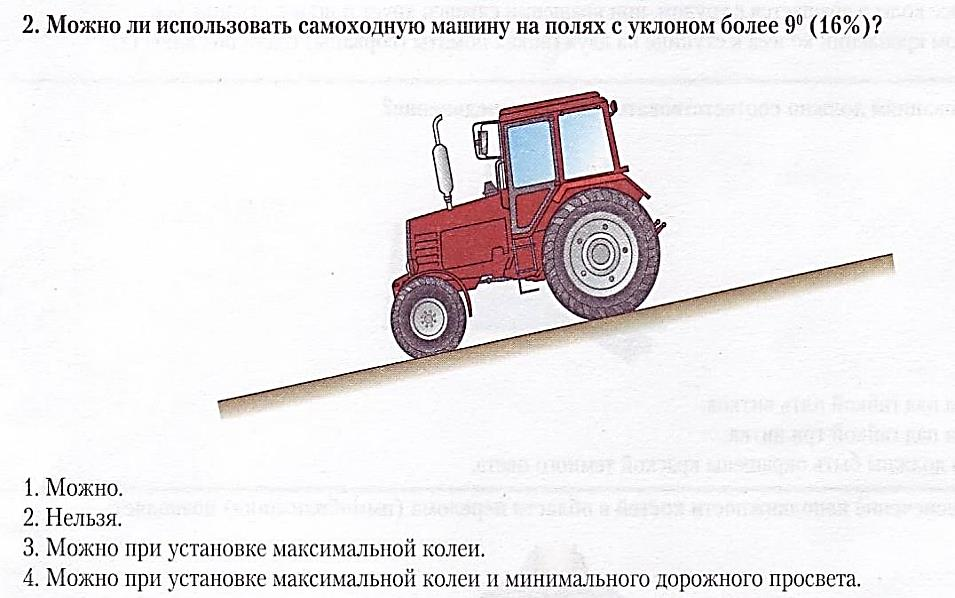 2. Можно ли использовать самоходную машину на полях с уклоном более 9⁰ (16%)?
1. Можно.
2. Нельзя.
3. Можно при установке максимальной колеи.
4. Можно при установке максимальной колеи и минимального дорожного просвета.